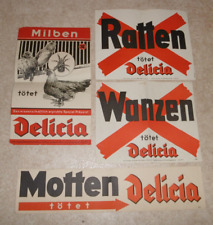 Milben
tötet
Delicia
Ratten
tötet
Delicia
Wanzen
tötet
Delicia
Motten
tötet
Delicia